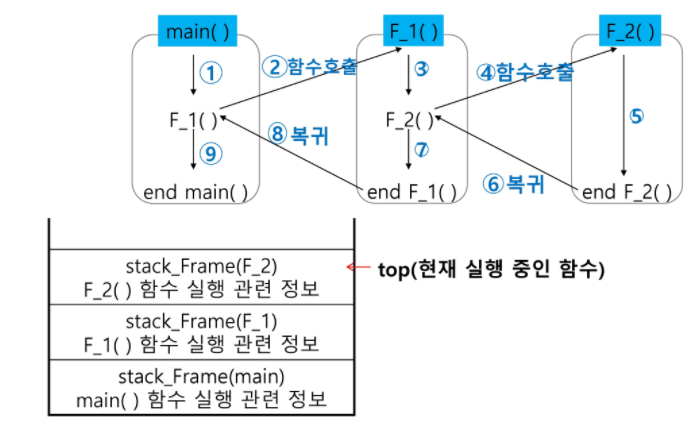 main( )
F_1( )
F_2( )
①
②함수호출
③
④함수호출
⑤
F_1( )
F_2( )
⑧복귀
⑨
⑦
⑥복귀
end main( )
end F_1( )
end F_2( )
stack_Frame(F_2)
F_2( ) 함수 실행 관련 정보
top(현재 실행 중인 함수)
stack_Frame(F_1)
F_1( ) 함수 실행 관련 정보
stack_Frame(main)
main( ) 함수 실행 관련 정보